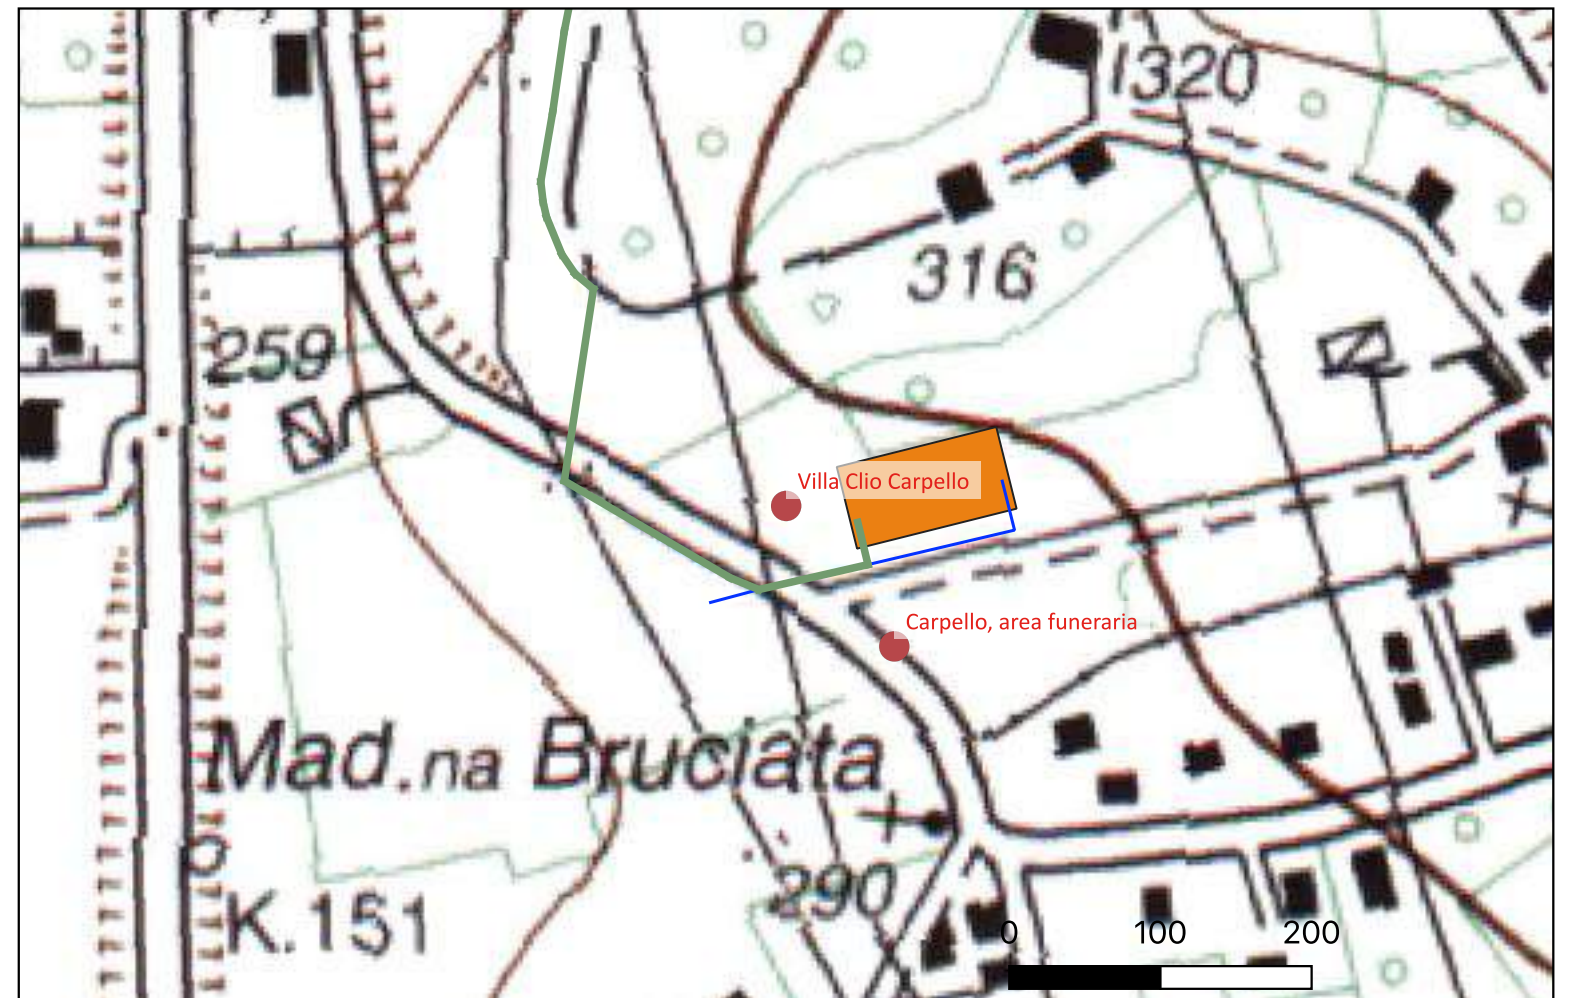 1320
316
259
Villa Clio Carpello
Carpello, area funeraria
Mad.na Bruciata
290
K.151
0 100 200